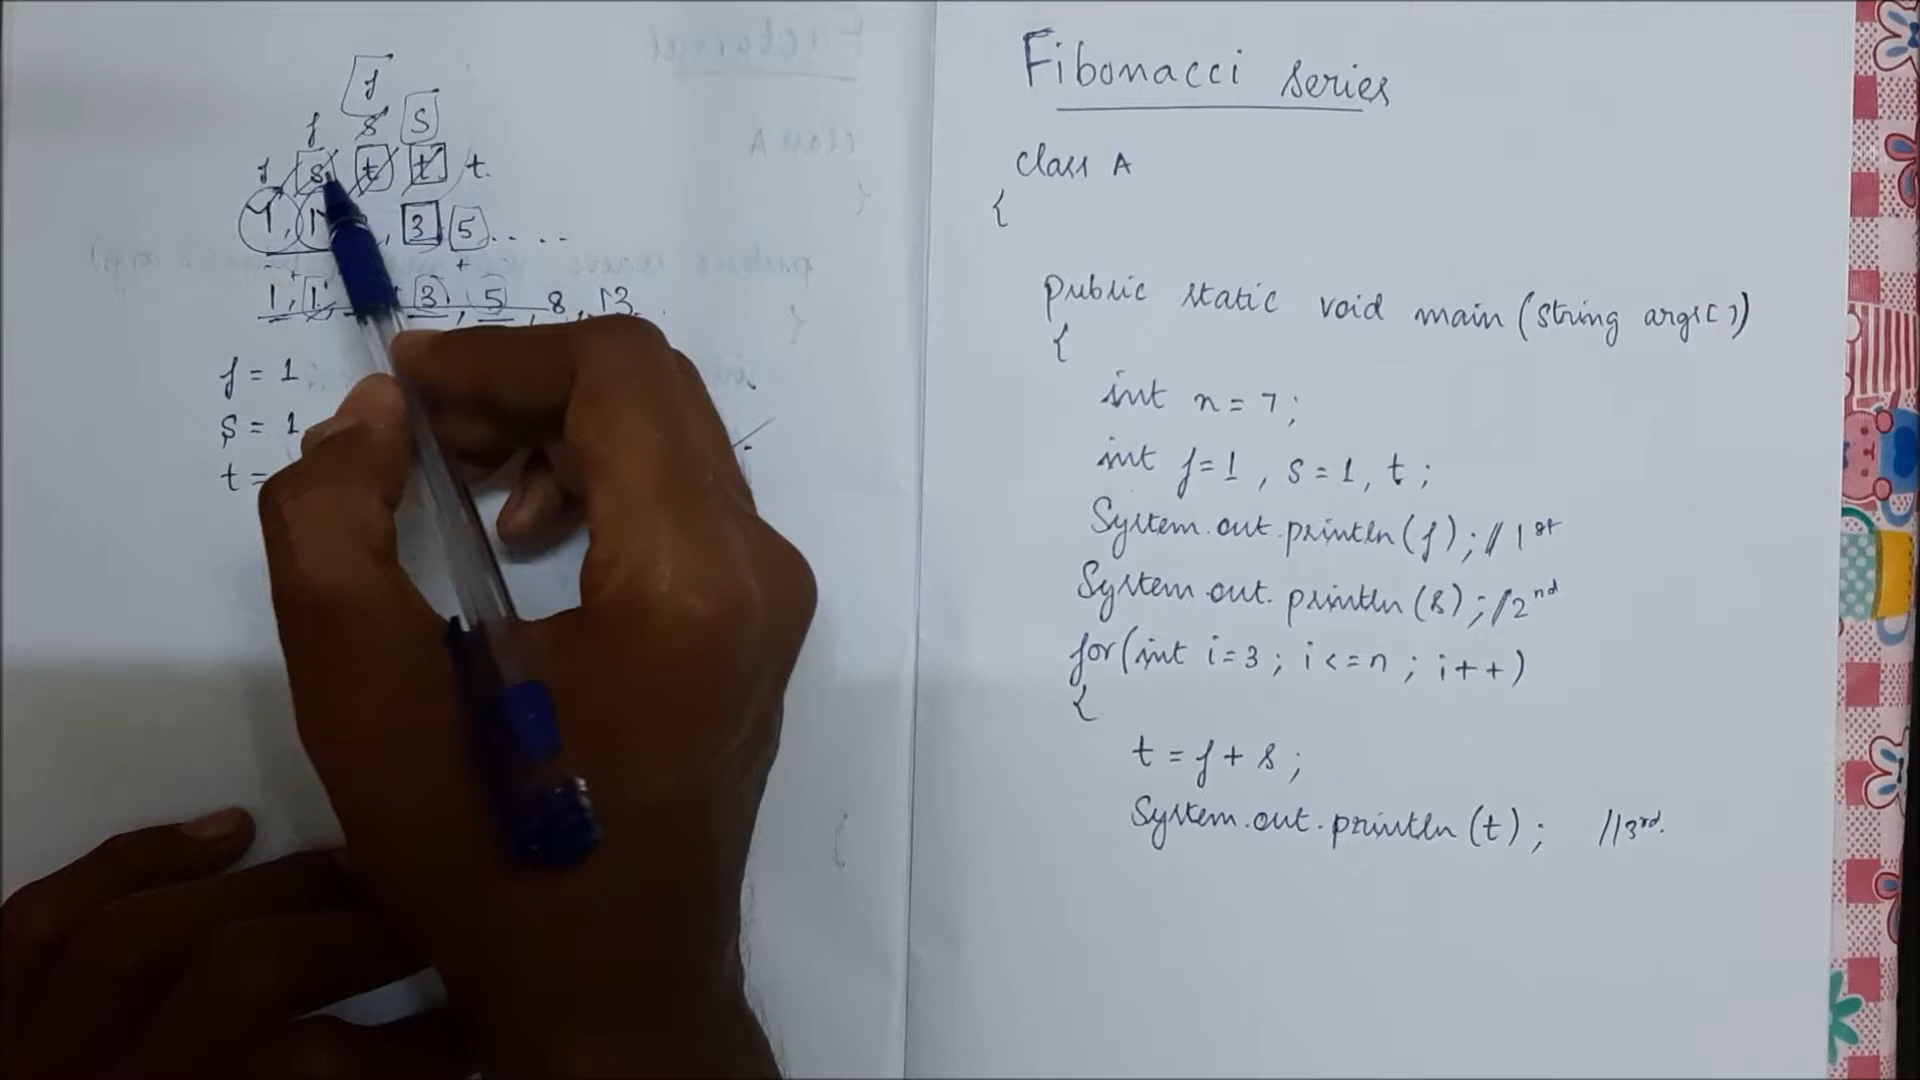 f
f s S
f s t t t.
1, 1, 3 5 . . . .
+ +
1, 1, 3, 5, 8, 13 . .
f = 1
S = 1
t =
Factorial
class A
{
{
Fibonacci series
class A
{
public static void main (string args[])
{
int n = 7;
int f=1, s=1, t;
System.out.println(f); // 1st
System.out.println(s); // 2nd
for(int i=3; i<=n; i++)
{
t = f + s;
System.out.println(t); //3rd.